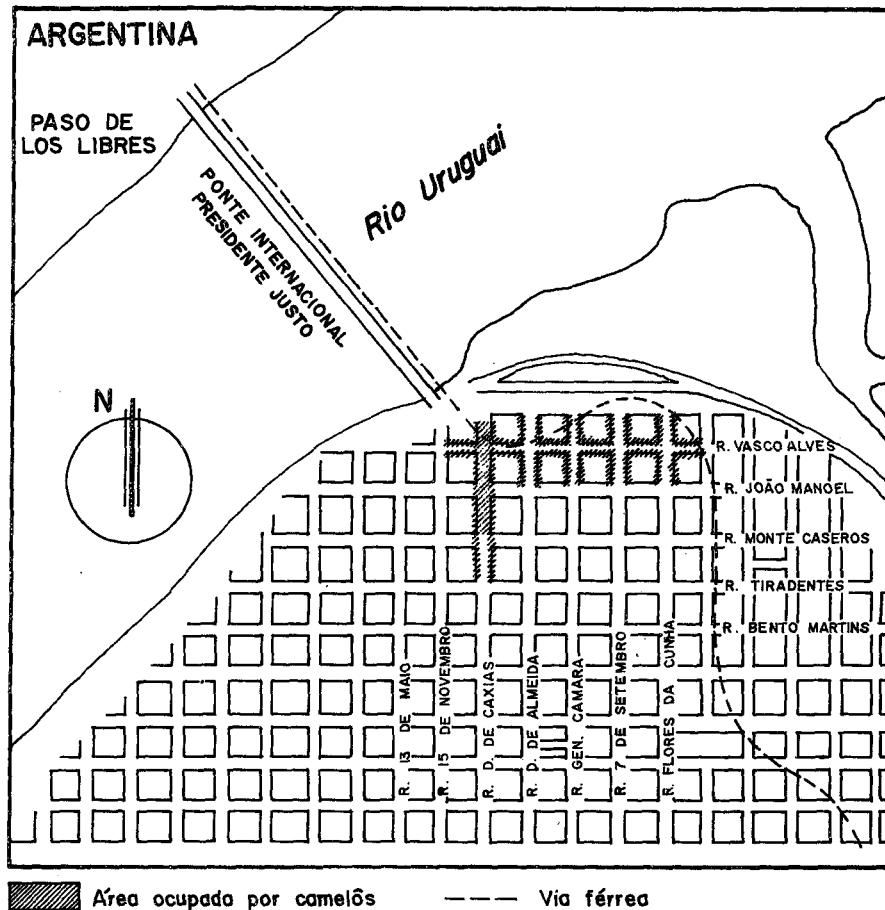 ARGENTINA
PASO DE
LOS LIBRES
PONTE INTERNACIONAL
PRESIDENTE JUSTO
Rio Uruguai
N
R. VASCO ALVES
R. JOÃO MANOEL
R. MONTE CASEROS
R. TIRADENTES
R. BENTO MARTINS
R. 13 DE MAIO
R. 15 DE NOVEMBRO
R. D. DE CAXIAS
R. D. DE ALMEIDA
R. GEN. CAMARA
R. 7 DE SETEMBRO
R. FLORES DA CUNHA
Área ocupada por camelôs
Via férrea